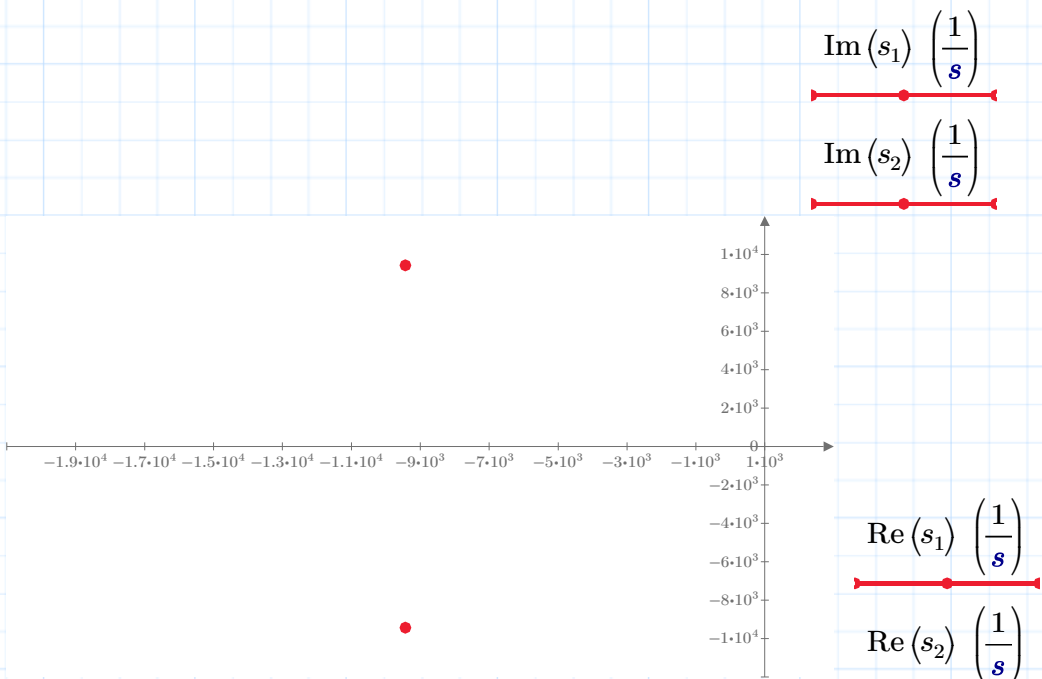 Im (s₁) (1/s)
Im (s₂) (1/s)
1·10⁴
8·10³
6·10³
4·10³
2·10³
0
−1.9·10⁴ −1.7·10⁴ −1.5·10⁴ −1.3·10⁴ −1.1·10⁴ −9·10³ −7·10³ −5·10³ −3·10³ −1·10³ 1·10³
−2·10³
−4·10³
−6·10³
−8·10³
−1·10⁴
Re (s₁) (1/s)
Re (s₂) (1/s)